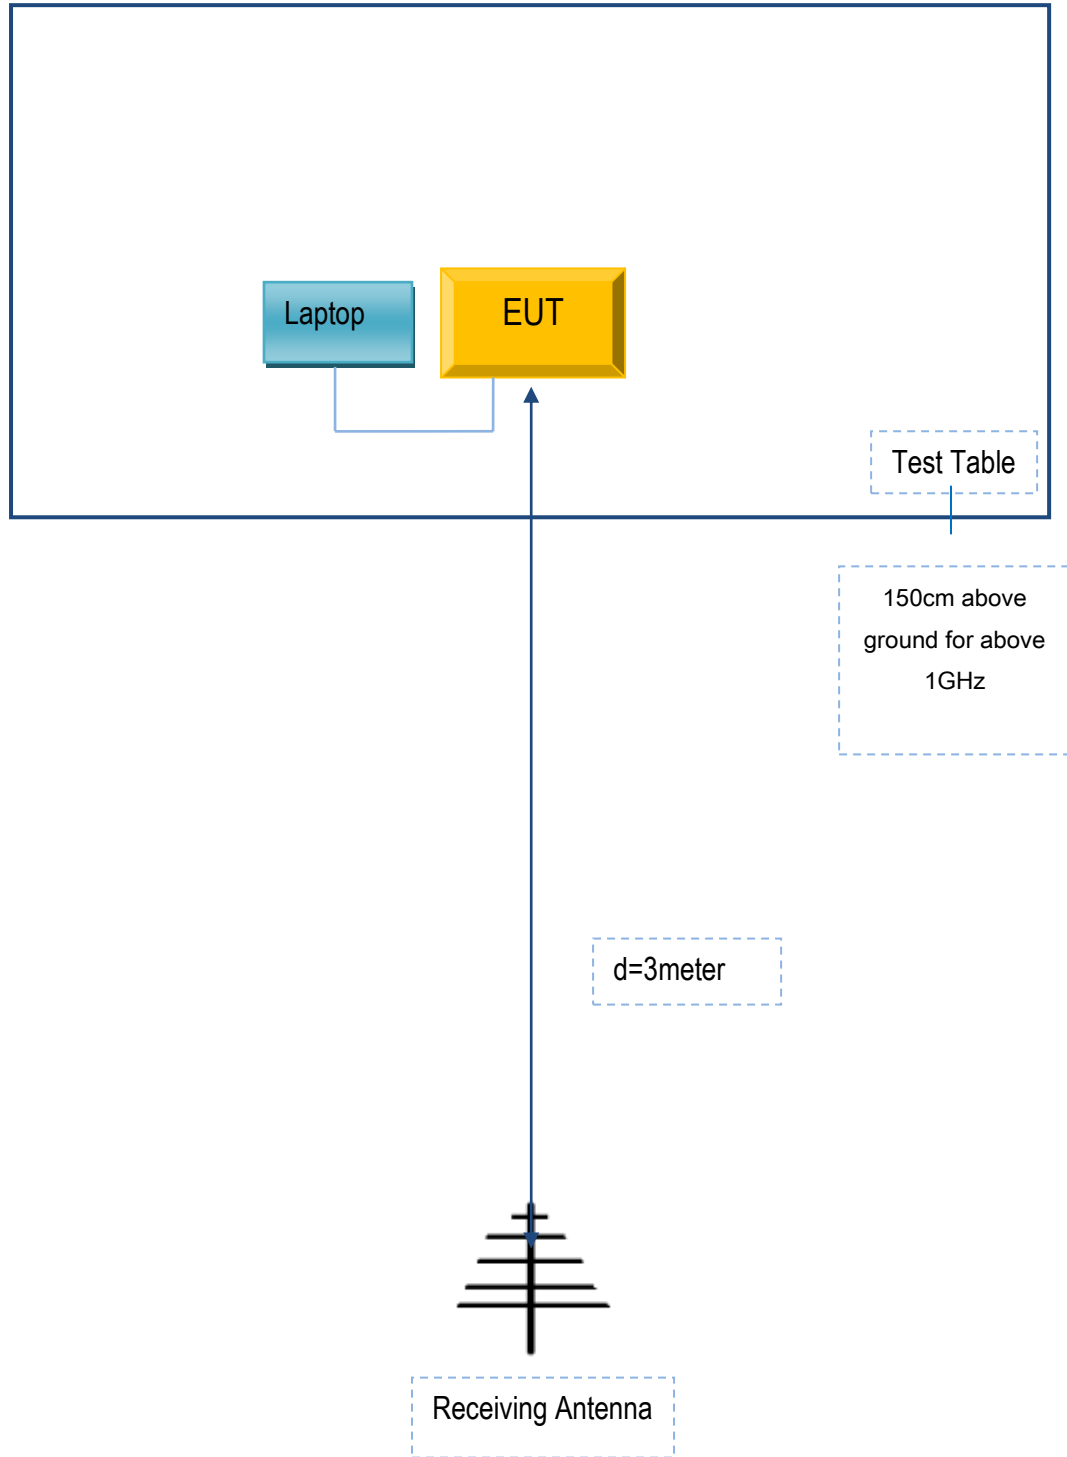 Laptop
EUT
Test Table
150cm above
ground for above
1GHz
d=3meter
Receiving Antenna